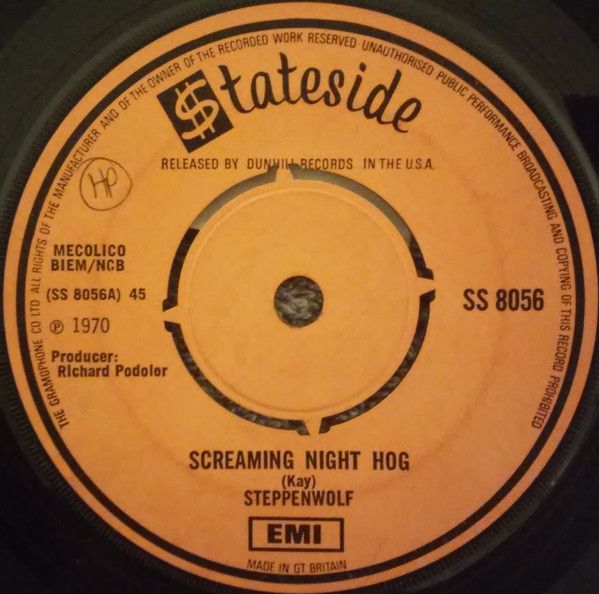 THE GRAMOPHONE CO LTD ALL RIGHTS OF THE MANUFACTURER AND OF THE OWNER OF THE RECORDED WORK RESERVED UNAUTHORISED PUBLIC PERFORMANCE BROADCASTING AND COPYING OF THIS RECORD PROHIBITED
$tateside
RELEASED BY DUNHILL RECORDS IN THE U.S.A.
HP
MECOLICO
BIEM/NCB
(SS 8056A) 45
SS 8056
℗ 1970
Producer:
Richard Podolor
SCREAMING NIGHT HOG
(Kay)
STEPPENWOLF
EMI
MADE IN GT BRITAIN